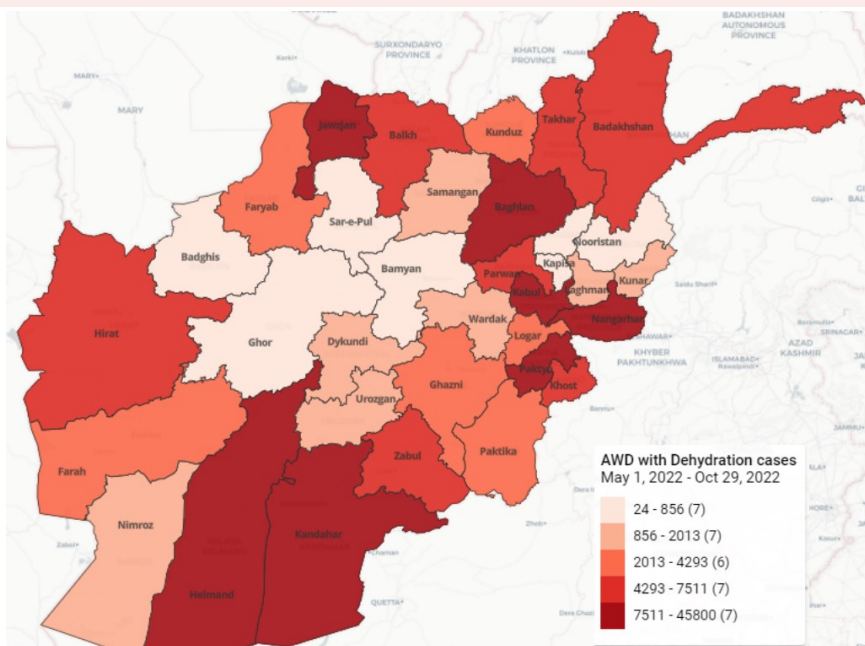 SURXONDARYO
PROVINCE
KHATLON
PROVINCE
BADAKHSHAN
AUTONOMOUS
PROVINCE
MARY
MARY
Jawzjan
Balkh
Kunduz
Takhar
Badakhshan
Faryab
Samangan
Baghlan
Sar-e-Pul
Nooristan
Badghis
Bamyan
Kapisa
Kunar
Parwan
Laghman
Kabul
Nangarhar
Hirat
Wardak
Ghor
Dykundi
Logar
KHYBER
PAKHTUNKHWA
ISLAMABAD
AZAD
KASHMIR
SRINAGAR
Paktya
Khost
Ghazni
Urozgan
Farah
Zabul
Paktika
Nimroz
Kandahar
Helmand
Chaman
QUETTA
Zhob
AWD with Dehydration cases
May 1, 2022 - Oct 29, 2022
24 - 856 (7)
856 - 2013 (7)
2013 - 4293 (6)
4293 - 7511 (7)
7511 - 45800 (7)